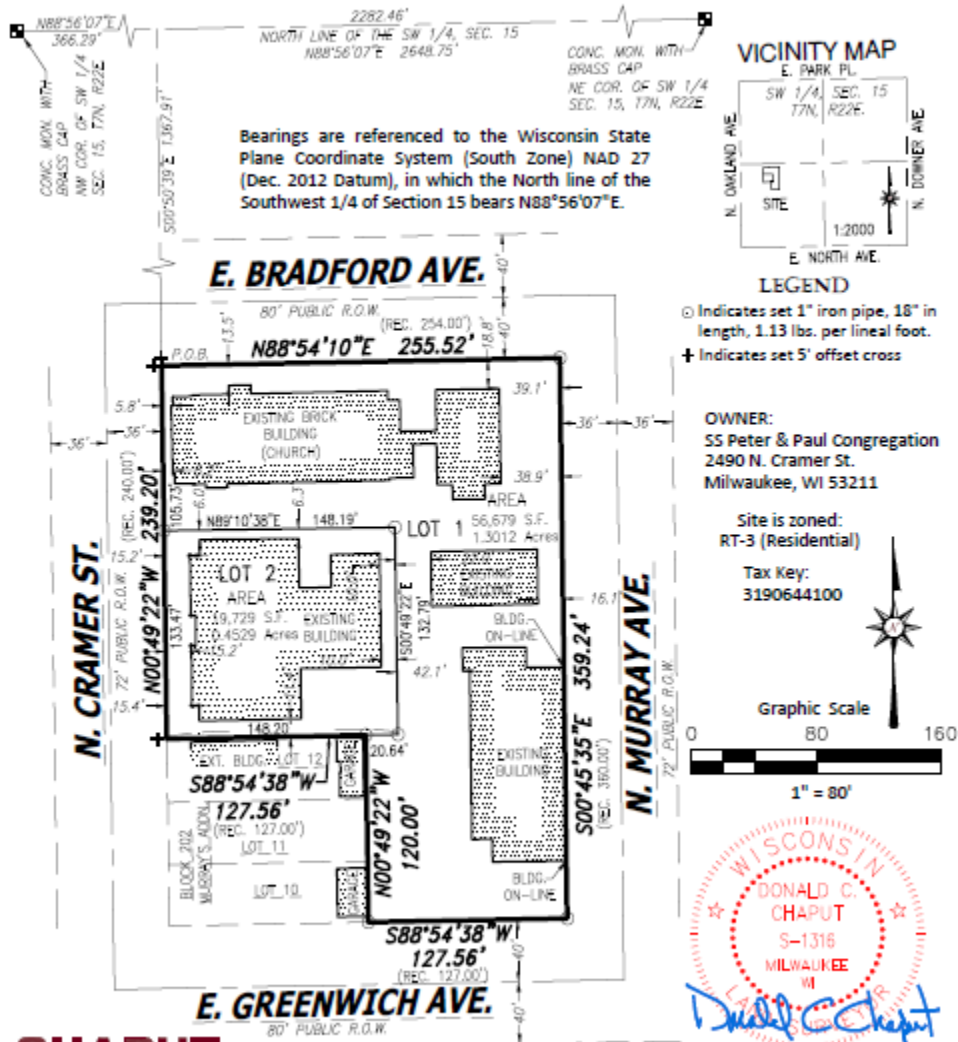 N88°56'07"E
366.29'
2282.46'
NORTH LINE OF THE SW 1/4, SEC. 15
N88°56'07"E 2648.75'
CONC. MON. WITH
BRASS CAP
NW COR. OF SW 1/4
SEC. 15, T7N, R22E
S00°50'39"E 1367.97'
CONC. MON. WITH
BRASS CAP
NE COR. OF SW 1/4
SEC. 15, T7N, R22E
VICINITY MAP
E. PARK PL.
SW 1/4, SEC. 15
T7N, R22E.
N. OAKLAND AVE
N. DOWNER AVE
SITE
1:2000
E. NORTH AVE.
Bearings are referenced to the Wisconsin State
Plane Coordinate System (South Zone) NAD 27
(Dec. 2012 Datum), in which the North line of the
Southwest 1/4 of Section 15 bears N88°56'07"E.
LEGEND
Indicates set 1" iron pipe, 18" in
length, 1.13 lbs. per lineal foot.
Indicates set 5' offset cross
E. BRADFORD AVE.
80' PUBLIC R.O.W.
40'
40'
(REC. 254.00')
13.5'
18.8'
P.O.B.
N88°54'10"E 255.52'
39.1'
5.8'
36'
36'
36'
36'
EXISTING BRICK
BUILDING
(CHURCH)
38.9'
OWNER:
SS Peter & Paul Congregation
2490 N. Cramer St.
Milwaukee, WI 53211
Site is zoned:
RT-3 (Residential)
Tax Key:
3190644100
N
AREA
LOT 1
56,679 S.F.
1.3012 Acres
N. CRAMER ST.
72' PUBLIC R.O.W.
N00°49'22"W 239.20'
(REC. 240.00')
105.73'
133.47'
6.0'
6.3'
N89°10'38"E 148.19'
15.2'
LOT 2
AREA
19,729 S.F.
0.4529 Acres
EXISTING
BUILDING
15.2'
15.4'
S00°49'22"E
132.79'
42.1'
EXISTING
BUILDING
16.1'
BLDG.
ON-LINE
S00°45'35"E 359.24'
(REC. 360.00')
N. MURRAY AVE.
72' PUBLIC R.O.W.
148.20'
20.64'
EXT. BLDG.
LOT 12
GARAGE
S88°54'38"W
127.56'
(REC. 127.00')
BLOCK 202
MURRAY'S ADDN.
LOT 11
LOT 10
GARAGE
N00°49'22"W
120.00'
EXISTING
BUILDING
BLDG.
ON-LINE
Graphic Scale
0 80 160
1" = 80'
S88°54'38"W
127.56'
(REC. 127.00')
40'
E. GREENWICH AVE.
80' PUBLIC R.O.W.
40'
WISCONSIN
DONALD C.
CHAPUT
S-1316
MILWAUKEE
WI
LAND SURVEYOR
Donald C Chaput
CHAPUT